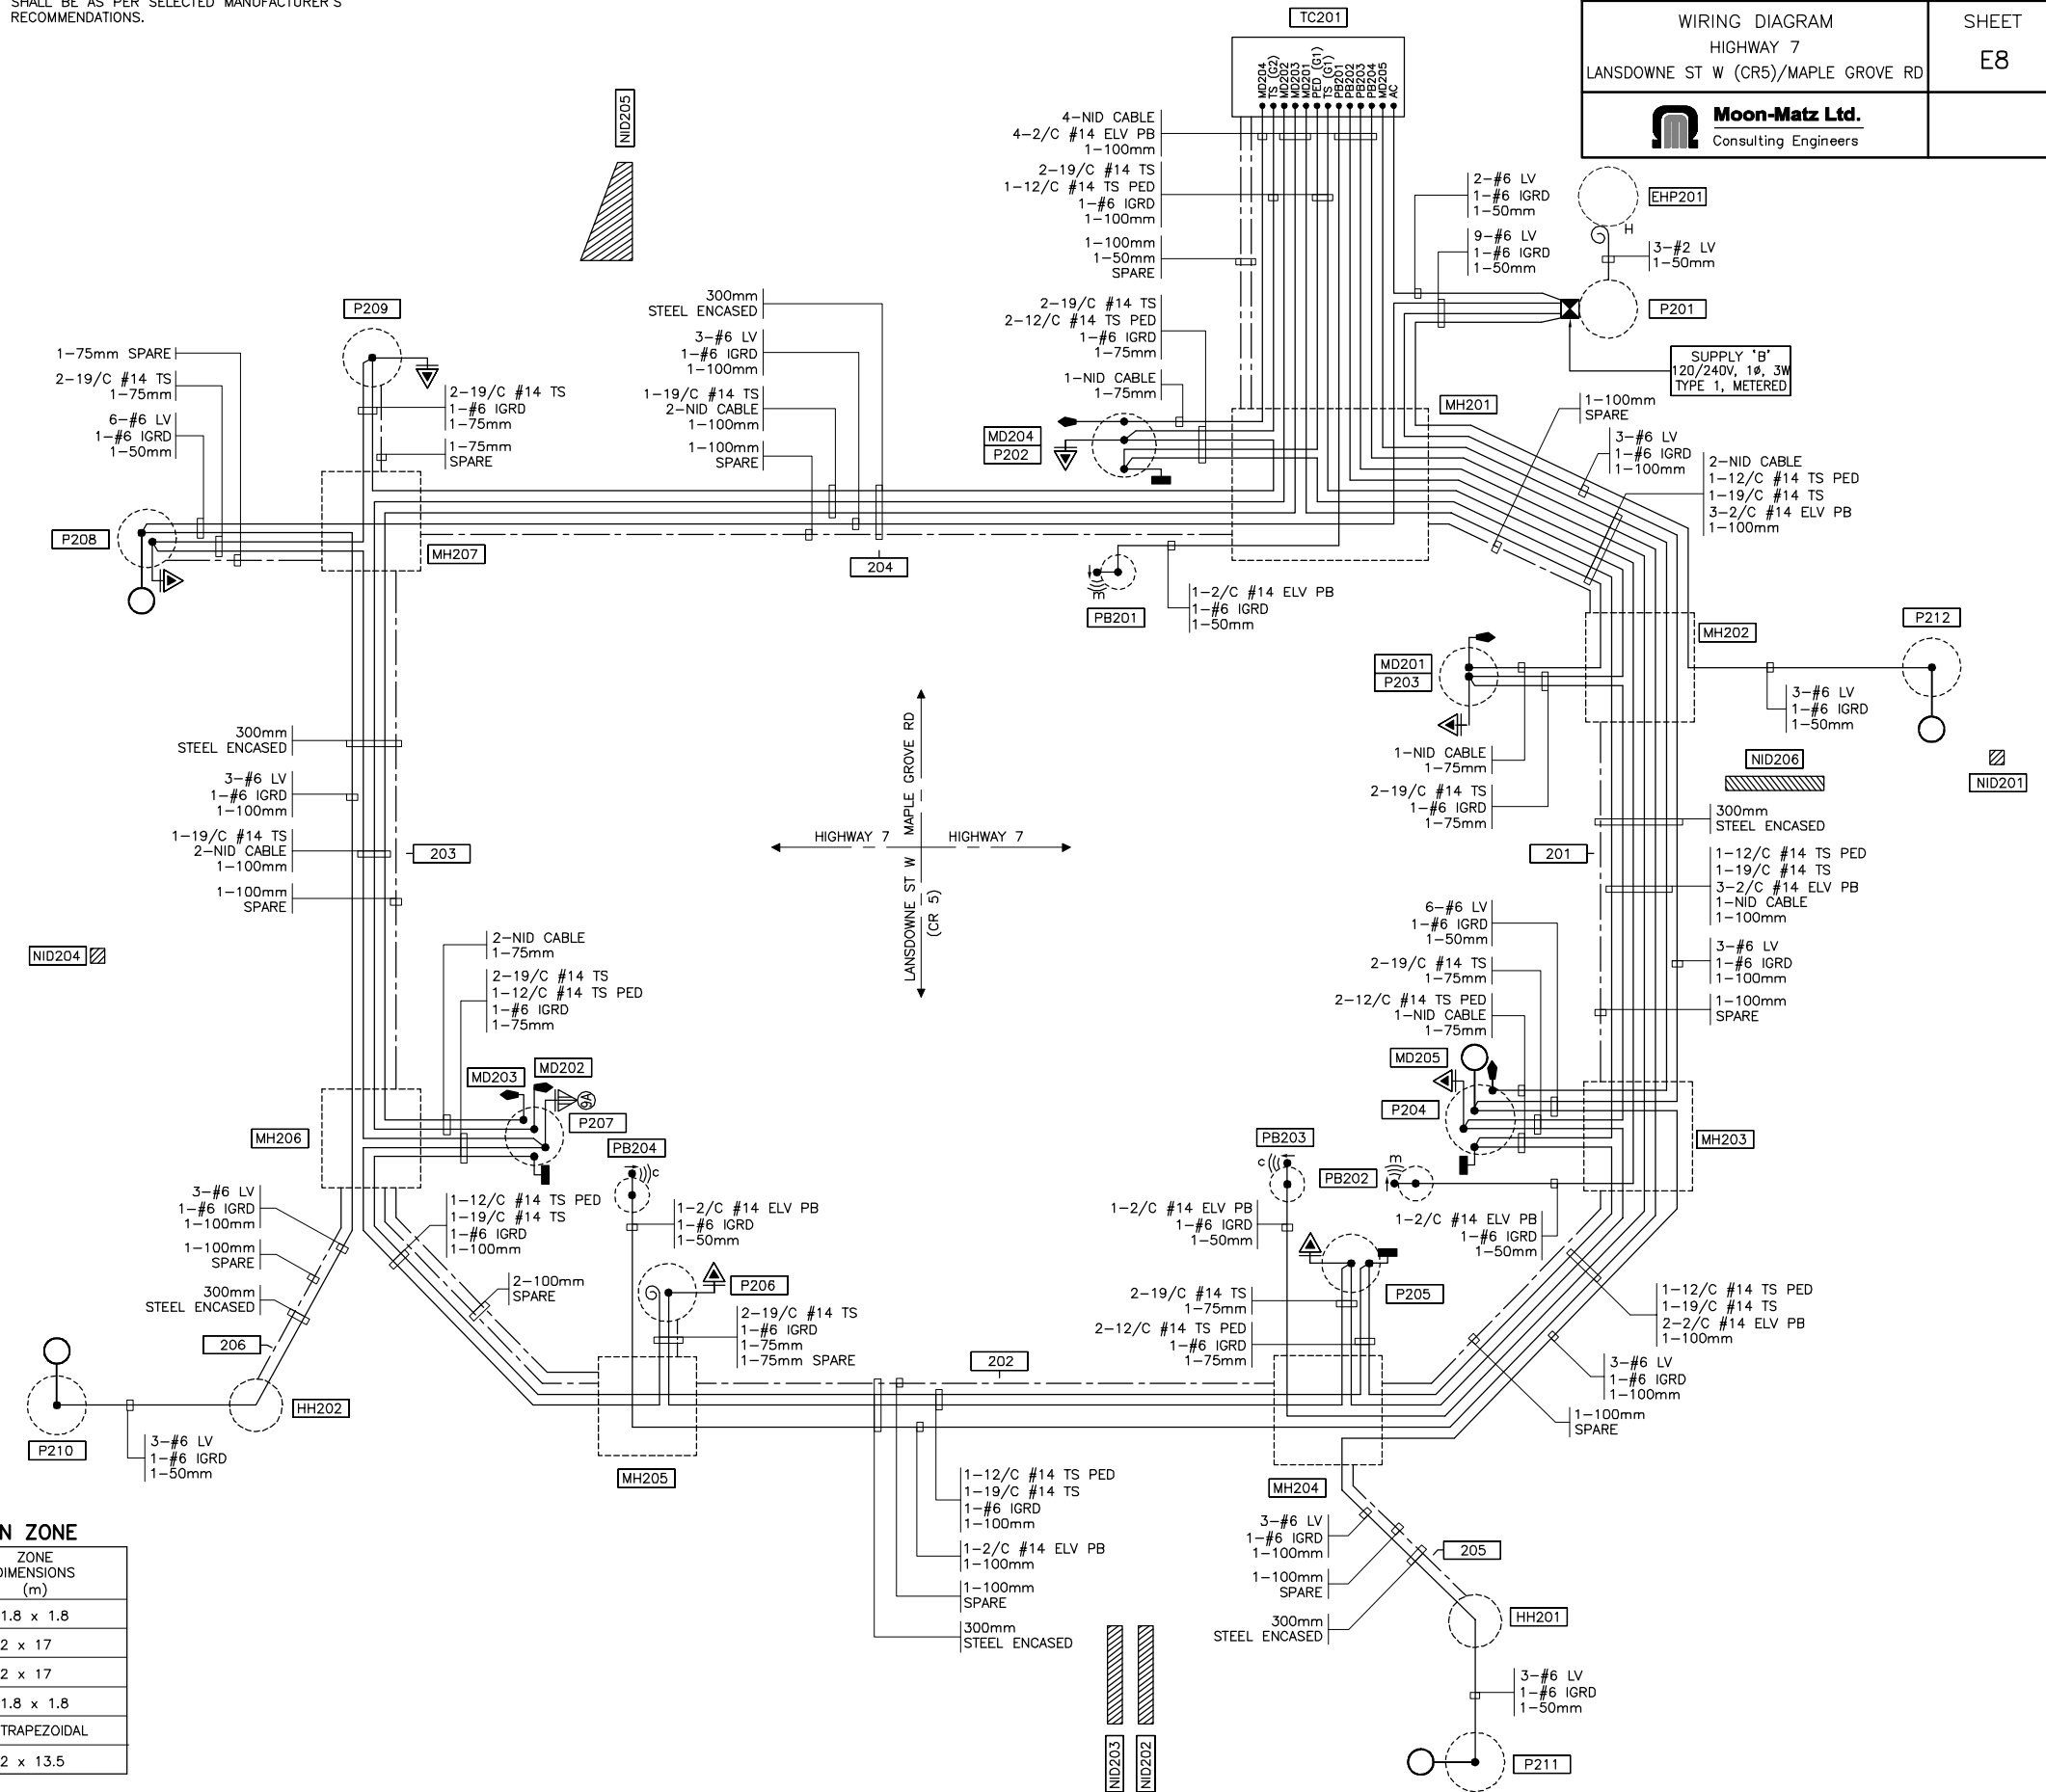 SHALL BE AS PER SELECTED MANUFACTURER'S
RECOMMENDATIONS.
WIRING DIAGRAM
HIGHWAY 7
LANSDOWNE ST W (CR5)/MAPLE GROVE RD
SHEET
E8
Moon-Matz Ltd.
Consulting Engineers
TC201
MD204
TS (G2)
MD202
MD203
MD201
PED (G1)
TS (G1)
PB201
PB202
PB203
PB204
MD205
AC
NID205
4-NID CABLE
4-2/C #14 ELV PB
1-100mm
2-19/C #14 TS
1-12/C #14 TS PED
1-#6 IGRD
1-100mm
1-100mm
1-50mm
SPARE
2-19/C #14 TS
2-12/C #14 TS PED
1-#6 IGRD
1-75mm
1-NID CABLE
1-75mm
2-#6 LV
1-#6 IGRD
1-50mm
9-#6 LV
1-#6 IGRD
1-50mm
EHP201
H
3-#2 LV
1-50mm
P201
SUPPLY 'B'
120/240V, 1ø, 3W
TYPE 1, METERED
P209
300mm
STEEL ENCASED
3-#6 LV
1-#6 IGRD
1-100mm
1-19/C #14 TS
2-NID CABLE
1-100mm
1-100mm
SPARE
1-75mm SPARE
2-19/C #14 TS
1-75mm
6-#6 LV
1-#6 IGRD
1-50mm
2-19/C #14 TS
1-#6 IGRD
1-75mm
1-75mm
SPARE
MD204
P202
MH201
1-100mm
SPARE
3-#6 LV
1-#6 IGRD
1-100mm
2-NID CABLE
1-12/C #14 TS PED
1-19/C #14 TS
3-2/C #14 ELV PB
1-100mm
P208
MH207
204
m
PB201
1-2/C #14 ELV PB
1-#6 IGRD
1-50mm
MH202
P212
MD201
P203
3-#6 LV
1-#6 IGRD
1-50mm
1-NID CABLE
1-75mm
2-19/C #14 TS
1-#6 IGRD
1-75mm
NID206
NID201
300mm
STEEL ENCASED
3-#6 LV
1-#6 IGRD
1-100mm
1-19/C #14 TS
2-NID CABLE
1-100mm
1-100mm
SPARE
203
HIGHWAY 7
HIGHWAY 7
MAPLE GROVE RD
LANSDOWNE ST W
(CR 5)
201
300mm
STEEL ENCASED
1-12/C #14 TS PED
1-19/C #14 TS
3-2/C #14 ELV PB
1-NID CABLE
1-100mm
3-#6 LV
1-#6 IGRD
1-100mm
1-100mm
SPARE
6-#6 LV
1-#6 IGRD
1-50mm
2-19/C #14 TS
1-75mm
2-12/C #14 TS PED
1-NID CABLE
1-75mm
NID204
2-NID CABLE
1-75mm
2-19/C #14 TS
1-12/C #14 TS PED
1-#6 IGRD
1-75mm
MD203
MD202
9A
P207
MH206
PB204
c
MD205
P204
MH203
PB203
c
PB202
m
3-#6 LV
1-#6 IGRD
1-100mm
1-100mm
SPARE
300mm
STEEL ENCASED
206
1-12/C #14 TS PED
1-19/C #14 TS
1-#6 IGRD
1-100mm
2-100mm
SPARE
1-2/C #14 ELV PB
1-#6 IGRD
1-50mm
P206
2-19/C #14 TS
1-#6 IGRD
1-75mm
1-75mm SPARE
1-2/C #14 ELV PB
1-#6 IGRD
1-50mm
1-2/C #14 ELV PB
1-#6 IGRD
1-50mm
P205
2-19/C #14 TS
1-75mm
2-12/C #14 TS PED
1-#6 IGRD
1-75mm
1-12/C #14 TS PED
1-19/C #14 TS
2-2/C #14 ELV PB
1-100mm
3-#6 LV
1-#6 IGRD
1-100mm
1-100mm
SPARE
202
HH202
P210
3-#6 LV
1-#6 IGRD
1-50mm
MH205
1-12/C #14 TS PED
1-19/C #14 TS
1-#6 IGRD
1-100mm
1-2/C #14 ELV PB
1-100mm
1-100mm
SPARE
300mm
STEEL ENCASED
MH204
3-#6 LV
1-#6 IGRD
1-100mm
1-100mm
SPARE
300mm
STEEL ENCASED
205
HH201
3-#6 LV
1-#6 IGRD
1-50mm
P211
NID203
NID202
N ZONE
ZONE
DIMENSIONS
(m)
1.8 x 1.8
2 x 17
2 x 17
1.8 x 1.8
TRAPEZOIDAL
2 x 13.5